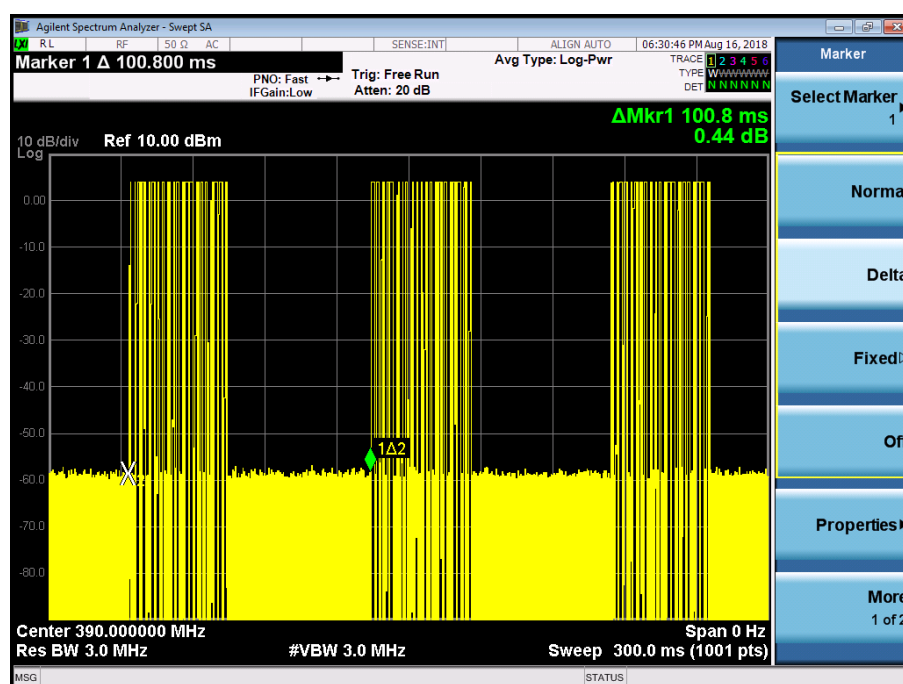 Agilent Spectrum Analyzer - Swept SA
LXI RL RF 50 Ω AC SENSE:INT ALIGN AUTO 06:30:46 PM Aug 16, 2018
Marker 1 Δ 100.800 ms
PNO: Fast
IFGain:Low
Trig: Free Run
Atten: 20 dB
Avg Type: Log-Pwr
TRACE 1 2 3 4 5 6
TYPE WWWWWW
DET N N N N N N
ΔMkr1 100.8 ms
0.44 dB
10 dB/div Ref 10.00 dBm
Log
0.00
-10.0
-20.0
-30.0
-40.0
-50.0
-60.0
-70.0
-80.0
1Δ2
2
Center 390.000000 MHz Span 0 Hz
Res BW 3.0 MHz #VBW 3.0 MHz Sweep 300.0 ms (1001 pts)
MSG STATUS
Marker
Select Marker
1
Norma
Delta
Fixed
Of
Properties
More
1 of 2